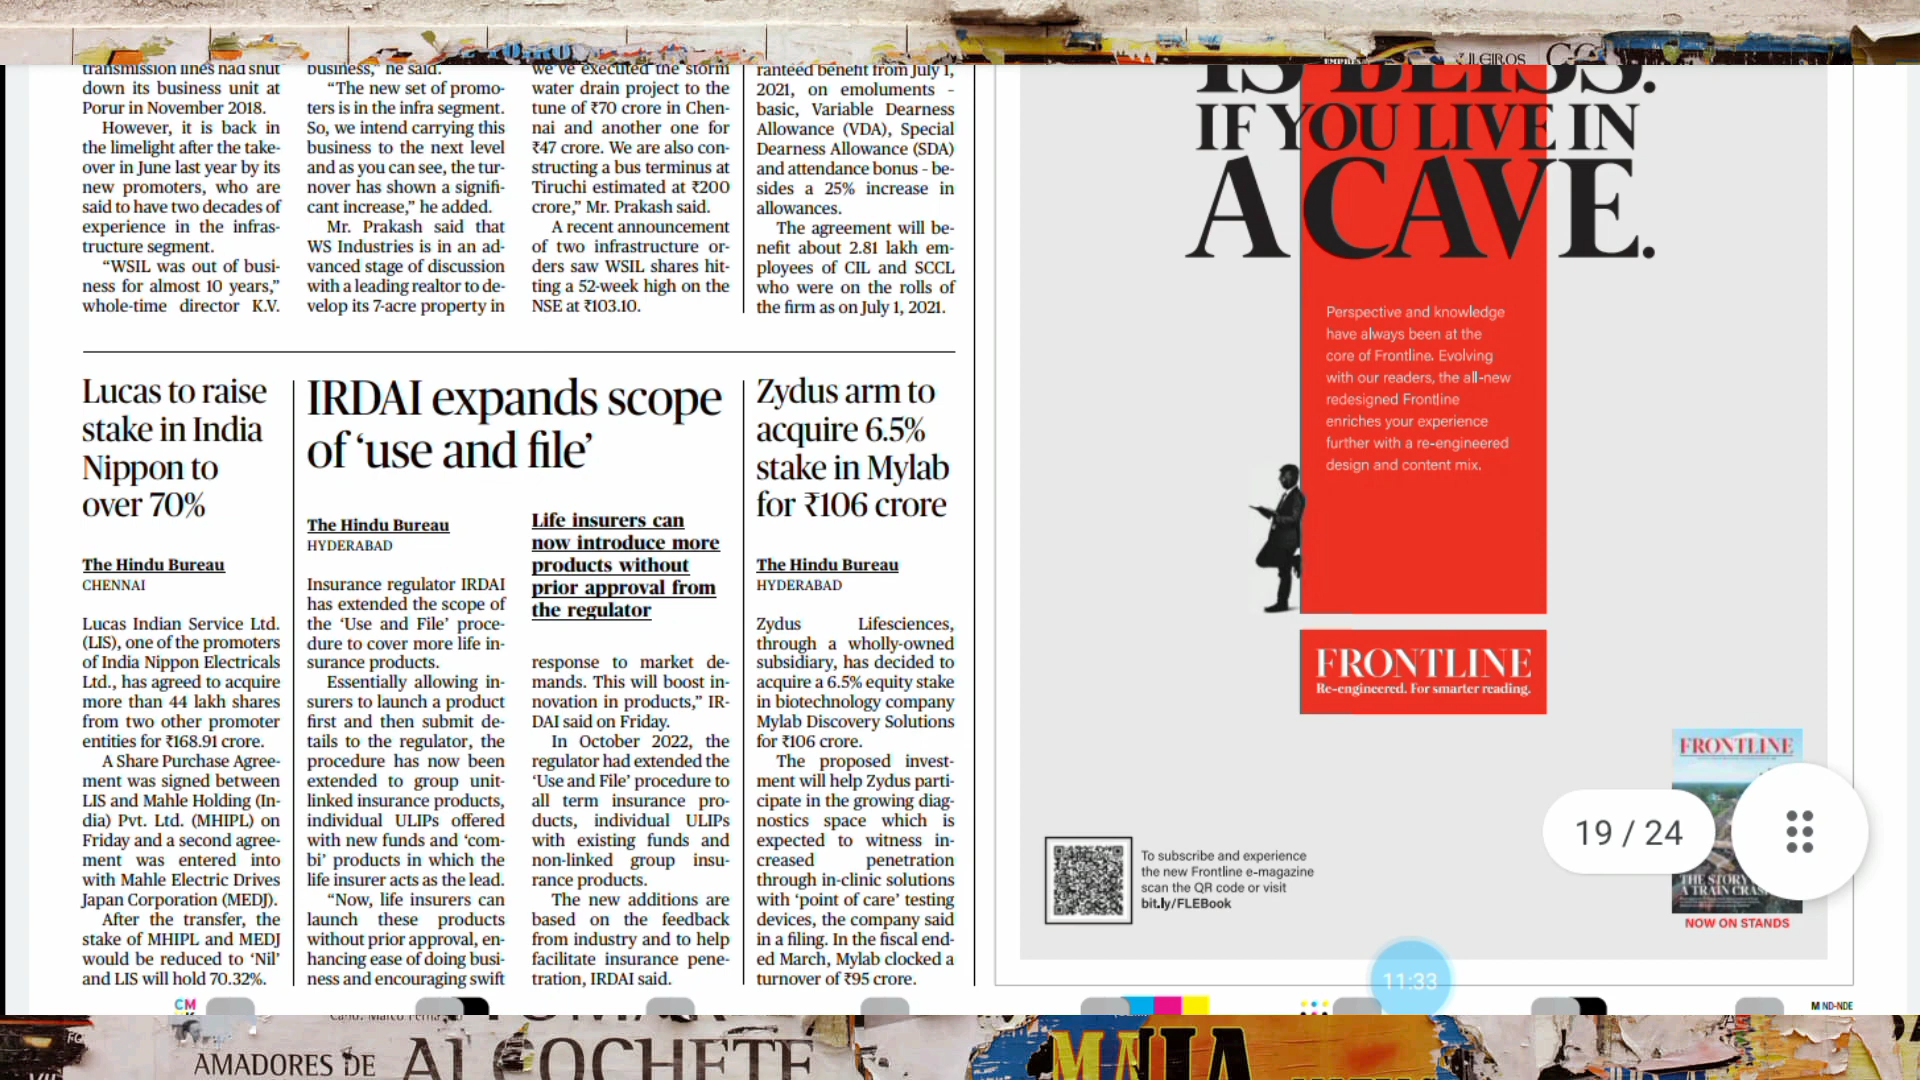 transmission lines had shut
down its business unit at
Porur in November 2018.
However, it is back in
the limelight after the take-
over in June last year by its
new promoters, who are
said to have two decades of
experience in the infras-
tructure segment.
“WSIL was out of busi-
ness for almost 10 years,”
whole-time director K.V.
business,” he said.
“The new set of promo-
ters is in the infra segment.
So, we intend carrying this
business to the next level
and as you can see, the tur-
nover has shown a signifi-
cant increase,” he added.
Mr. Prakash said that
WS Industries is in an ad-
vanced stage of discussion
with a leading realtor to de-
velop its 7-acre property in
we’ve executed the storm
water drain project to the
tune of ₹70 crore in Chen-
nai and another one for
₹47 crore. We are also con-
structing a bus terminus at
Tiruchi estimated at ₹200
crore,” Mr. Prakash said.
A recent announcement
of two infrastructure or-
ders saw WSIL shares hit-
ting a 52-week high on the
NSE at ₹103.10.
ranteed benefit from July 1,
2021, on emoluments –
basic, Variable Dearness
Allowance (VDA), Special
Dearness Allowance (SDA)
and attendance bonus – be-
sides a 25% increase in
allowances.
The agreement will be-
nefit about 2.81 lakh em-
ployees of CIL and SCCL
who were on the rolls of
the firm as on July 1, 2021.
Lucas to raise
stake in India
Nippon to
over 70%
The Hindu Bureau
CHENNAI
Lucas Indian Service Ltd.
(LIS), one of the promoters
of India Nippon Electricals
Ltd., has agreed to acquire
more than 44 lakh shares
from two other promoter
entities for ₹168.91 crore.
A Share Purchase Agree-
ment was signed between
LIS and Mahle Holding (In-
dia) Pvt. Ltd. (MHIPL) on
Friday and a second agree-
ment was entered into
with Mahle Electric Drives
Japan Corporation (MEDJ).
After the transfer, the
stake of MHIPL and MEDJ
would be reduced to ‘Nil’
and LIS will hold 70.32%.
IRDAI expands scope
of ‘use and file’
The Hindu Bureau
HYDERABAD
Insurance regulator IRDAI
has extended the scope of
the ‘Use and File’ proce-
dure to cover more life in-
surance products.
Essentially allowing in-
surers to launch a product
first and then submit de-
tails to the regulator, the
procedure has now been
extended to group unit-
linked insurance products,
individual ULIPs offered
with new funds and ‘com-
bi’ products in which the
life insurer acts as the lead.
“Now, life insurers can
launch these products
without prior approval, en-
hancing ease of doing busi-
ness and encouraging swift
Life insurers can
now introduce more
products without
prior approval from
the regulator
response to market de-
mands. This will boost in-
novation in products,” IR-
DAI said on Friday.
In October 2022, the
regulator had extended the
‘Use and File’ procedure to
all term insurance pro-
ducts, individual ULIPs
with existing funds and
non-linked group insu-
rance products.
The new additions are
based on the feedback
from industry and to help
facilitate insurance pene-
tration, IRDAI said.
Zydus arm to
acquire 6.5%
stake in Mylab
for ₹106 crore
The Hindu Bureau
HYDERABAD
Zydus Lifesciences,
through a wholly-owned
subsidiary, has decided to
acquire a 6.5% equity stake
in biotechnology company
Mylab Discovery Solutions
for ₹106 crore.
The proposed invest-
ment will help Zydus parti-
cipate in the growing diag-
nostics space which is
expected to witness in-
creased penetration
through in-clinic solutions
with ‘point of care’ testing
devices, the company said
in a filing. In the fiscal end-
ed March, Mylab clocked a
turnover of ₹95 crore.
IS BLISS.
IF YOU LIVE IN
A CAVE.
Perspective and knowledge
have always been at the
core of Frontline. Evolving
with our readers, the all-new
redesigned Frontline
enriches your experience
further with a re-engineered
design and content mix.
FRONTLINE
Re-engineered. For smarter reading.
To subscribe and experience
the new Frontline e-magazine
scan the QR code or visit
bit.ly/FLEBook
FRONTLINE
THE STORY
A TRAIN CRAS
NOW ON STANDS
19 / 24
11:33
CM
M ND-NDE
AMADORES DE
ALCOCHETE